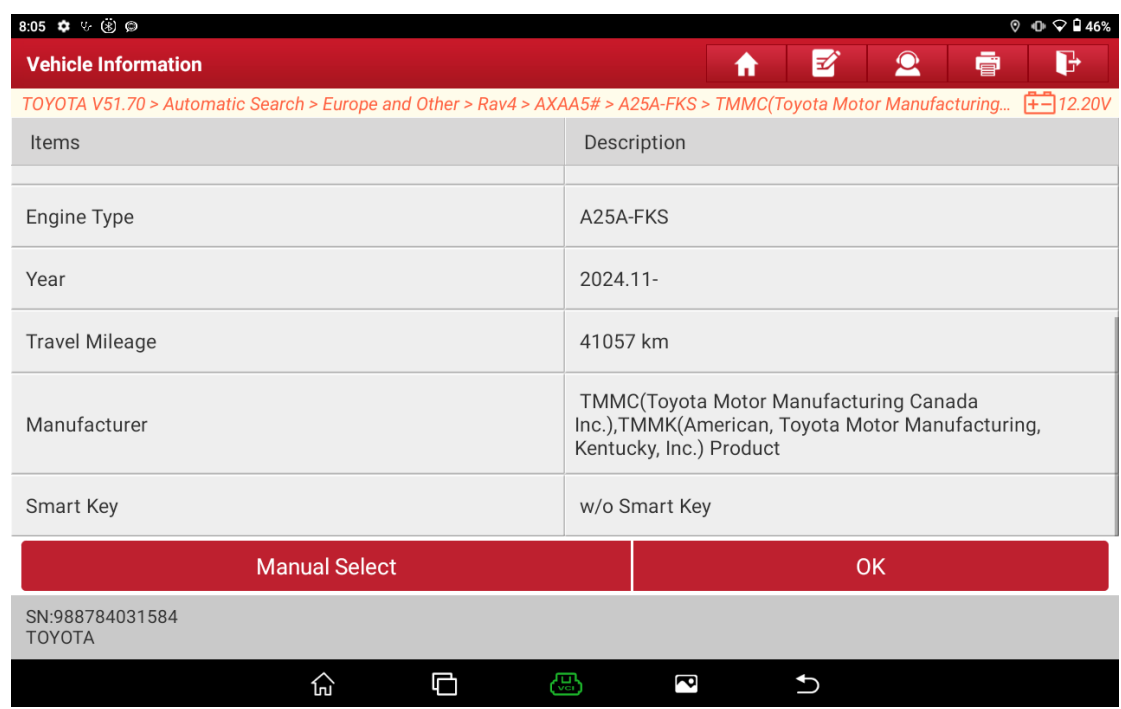 8:05
46%
Vehicle Information
TOYOTA V51.70 > Automatic Search > Europe and Other > Rav4 > AXAA5# > A25A-FKS > TMMC(Toyota Motor Manufacturing...
12.20V
Items
Description
Engine Type
A25A-FKS
Year
2024.11-
Travel Mileage
41057 km
Manufacturer
TMMC(Toyota Motor Manufacturing Canada
Inc.),TMMK(American, Toyota Motor Manufacturing,
Kentucky, Inc.) Product
Smart Key
w/o Smart Key
Manual Select
OK
SN:988784031584
TOYOTA
VCI